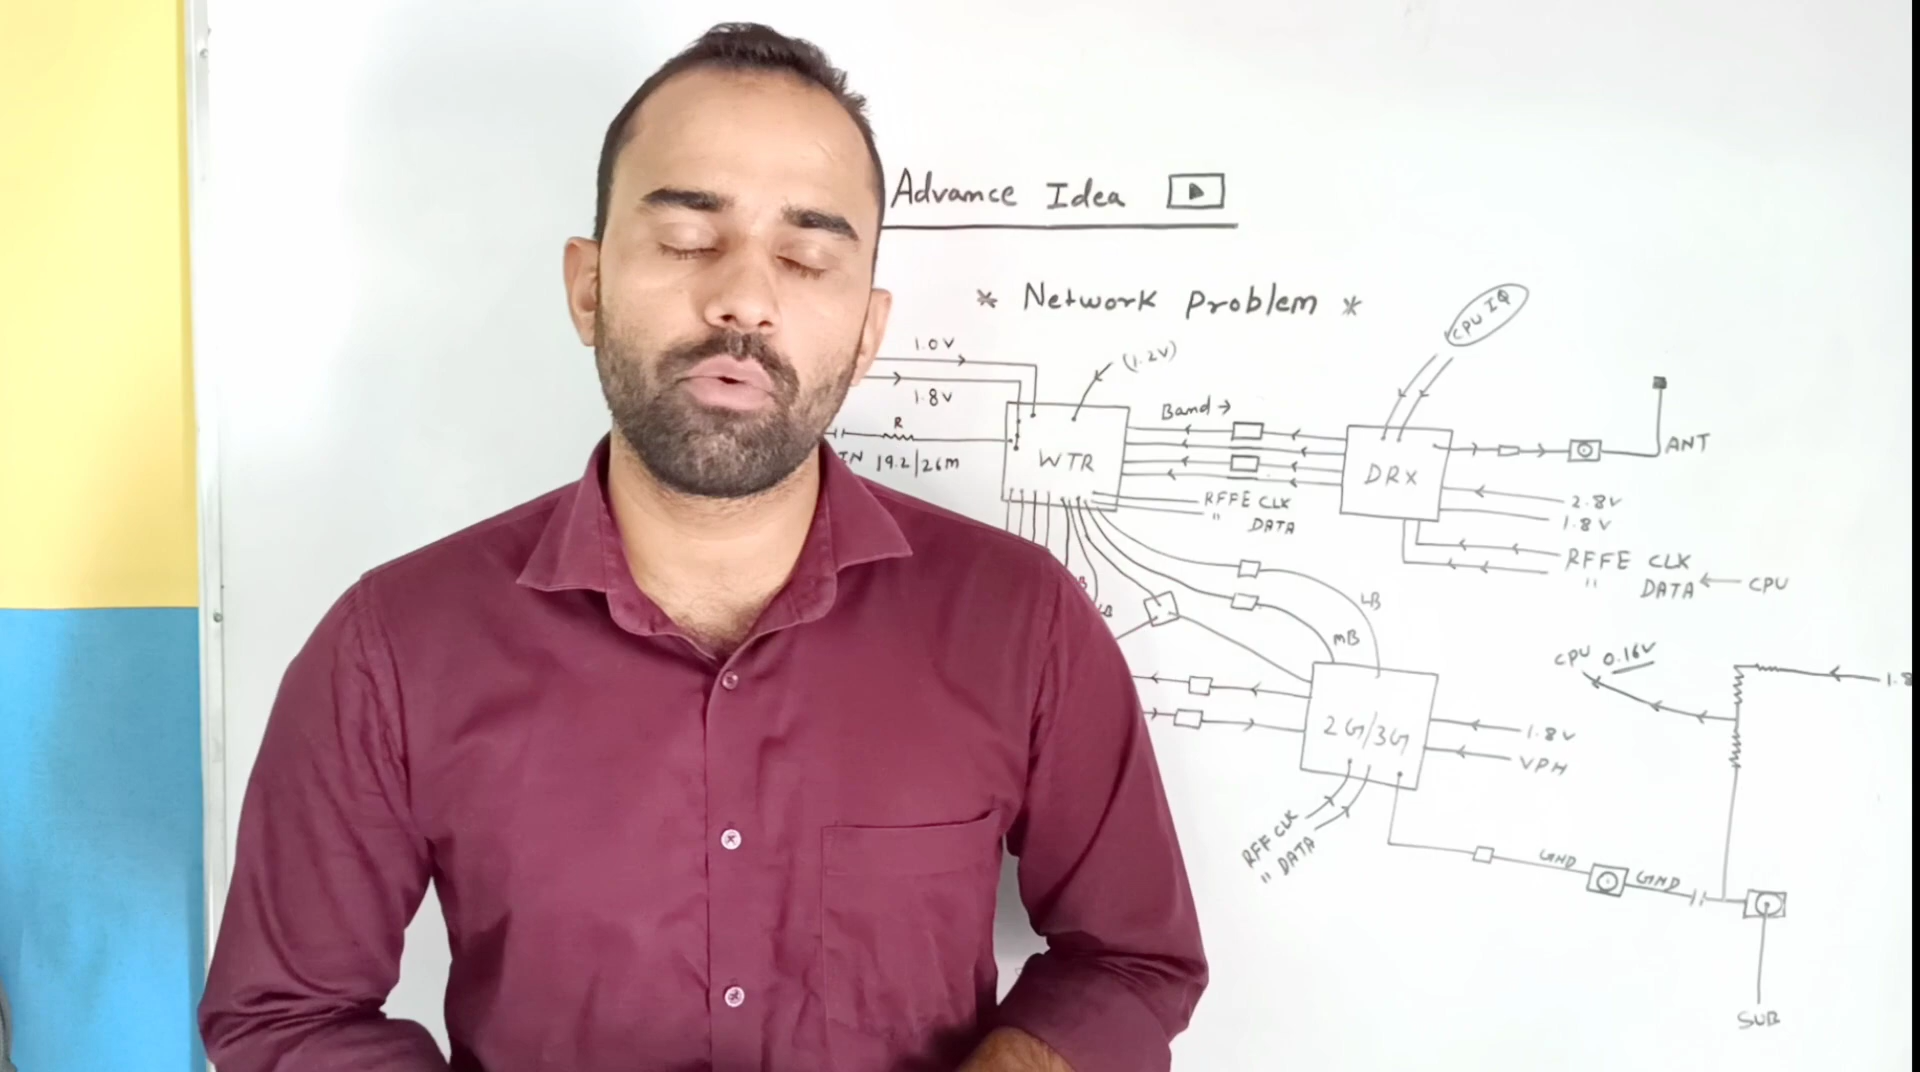 Advance Idea
* Network Problem *
CPU IQ
1.0V
(1.2V)
1.8V
Band →
R
IN 19.2/26m
WTR
DRX
ANT
2.8V
1.8V
RFFE CLK
" DATA
RFFE CLK
" DATA ← CPU
LB
MB
CPU 0.16V
2G/3G
1.8V
VPH
RFF CLK
" DATA
GND
GND
SUB